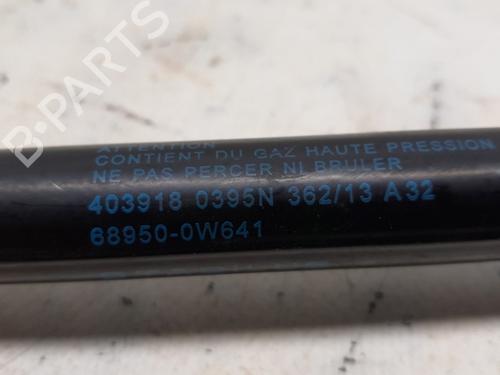 B-PARTS
ATTENTION
CONTIENT DU GAZ HAUTE PRESSION
NE PAS PERCER NI BRULER
403918 0395N 362/13 A32
68950-0W641